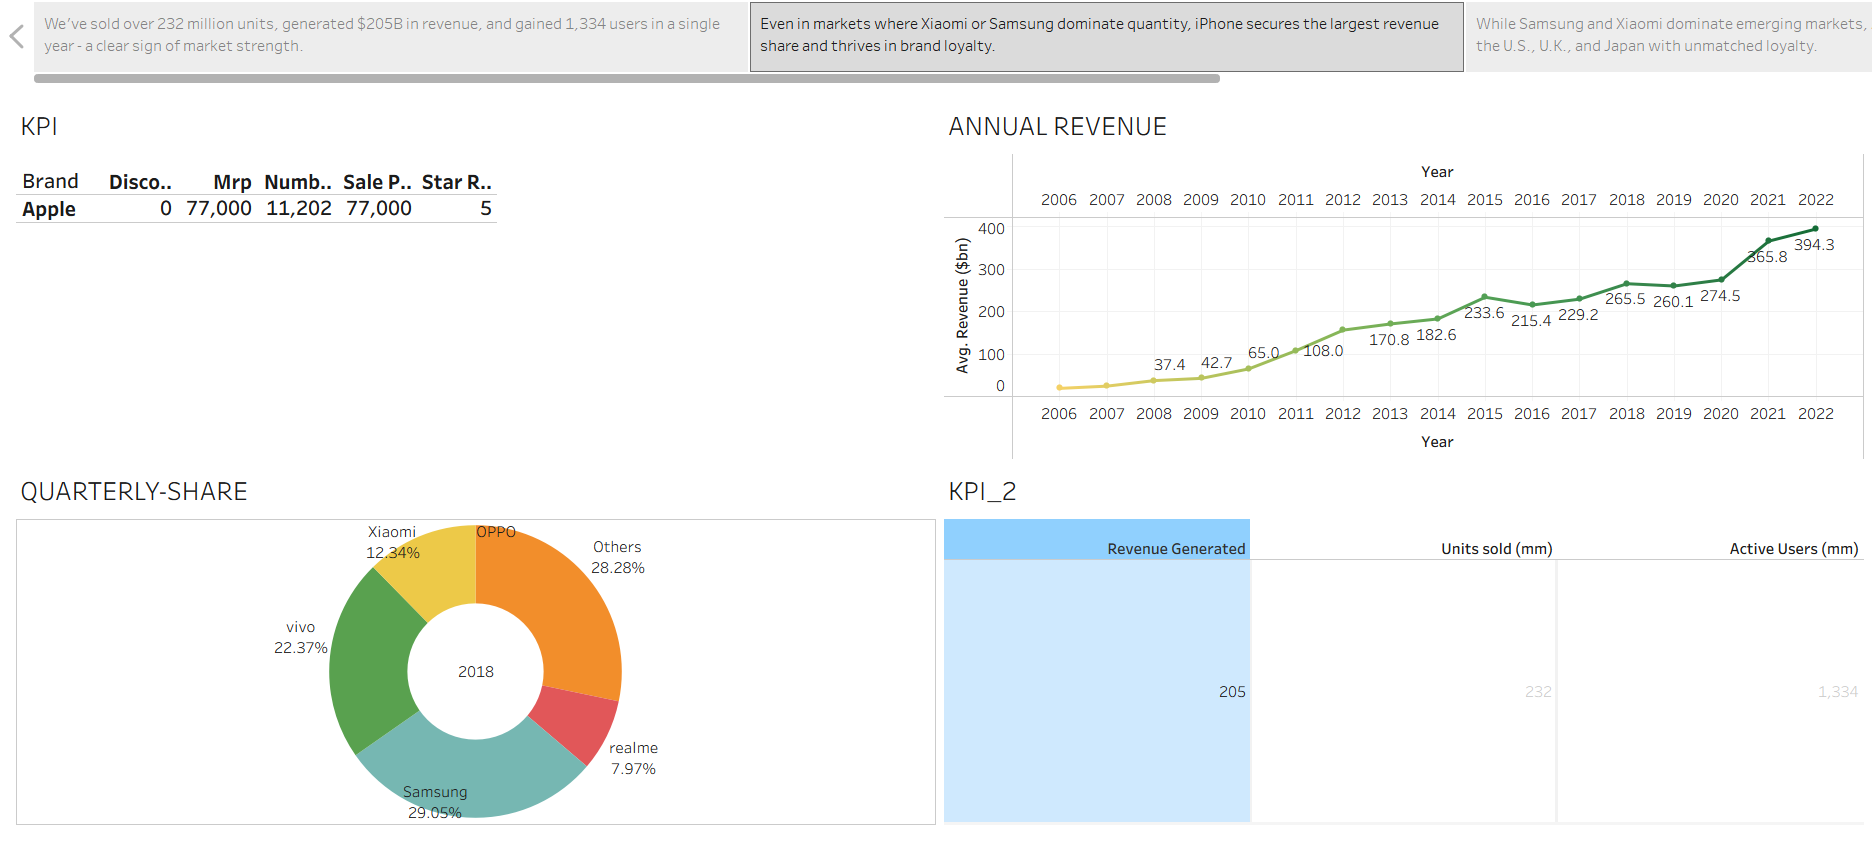 We've sold over 232 million units, generated $205B in revenue, and gained 1,334 users in a single
year - a clear sign of market strength.
Even in markets where Xiaomi or Samsung dominate quantity, iPhone secures the largest revenue
share and thrives in brand loyalty.
While Samsung and Xiaomi dominate emerging markets,
the U.S., U.K., and Japan with unmatched loyalty.
KPI
Brand Disco.. Mrp Numb.. Sale P.. Star R..
Apple 0 77,000 11,202 77,000 5
ANNUAL REVENUE
Year
2006 2007 2008 2009 2010 2011 2012 2013 2014 2015 2016 2017 2018 2019 2020 2021 2022
Avg. Revenue ($bn)
400
300
200
100
0
37.4 42.7 65.0 108.0 170.8 182.6 233.6 215.4 229.2 265.5 260.1 274.5 365.8 394.3
2006 2007 2008 2009 2010 2011 2012 2013 2014 2015 2016 2017 2018 2019 2020 2021 2022
Year
QUARTERLY-SHARE
Xiaomi
12.34%
OPPO
Others
28.28%
vivo
22.37%
2018
realme
7.97%
Samsung
29.05%
KPI_2
Revenue Generated Units sold (mm) Active Users (mm)
205 232 1,334